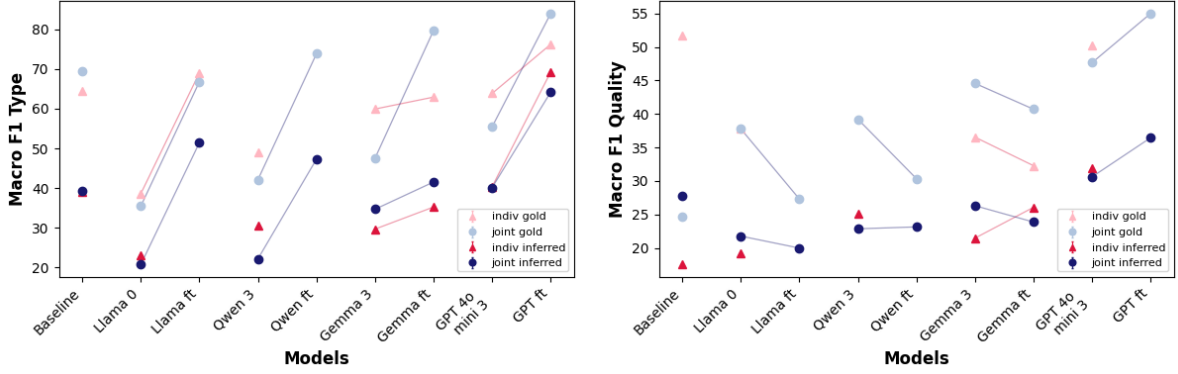 Macro F1 Type
80
70
60
50
40
30
20
Baseline
Llama 0
Llama ft
Qwen 3
Qwen ft
Gemma 3
Gemma ft
GPT 4o
mini 3
GPT ft
Models
indiv gold
joint gold
indiv inferred
joint inferred
Macro F1 Quality
55
50
45
40
35
30
25
20
Baseline
Llama 0
Llama ft
Qwen 3
Qwen ft
Gemma 3
Gemma ft
GPT 4o
mini 3
GPT ft
Models
indiv gold
joint gold
indiv inferred
joint inferred